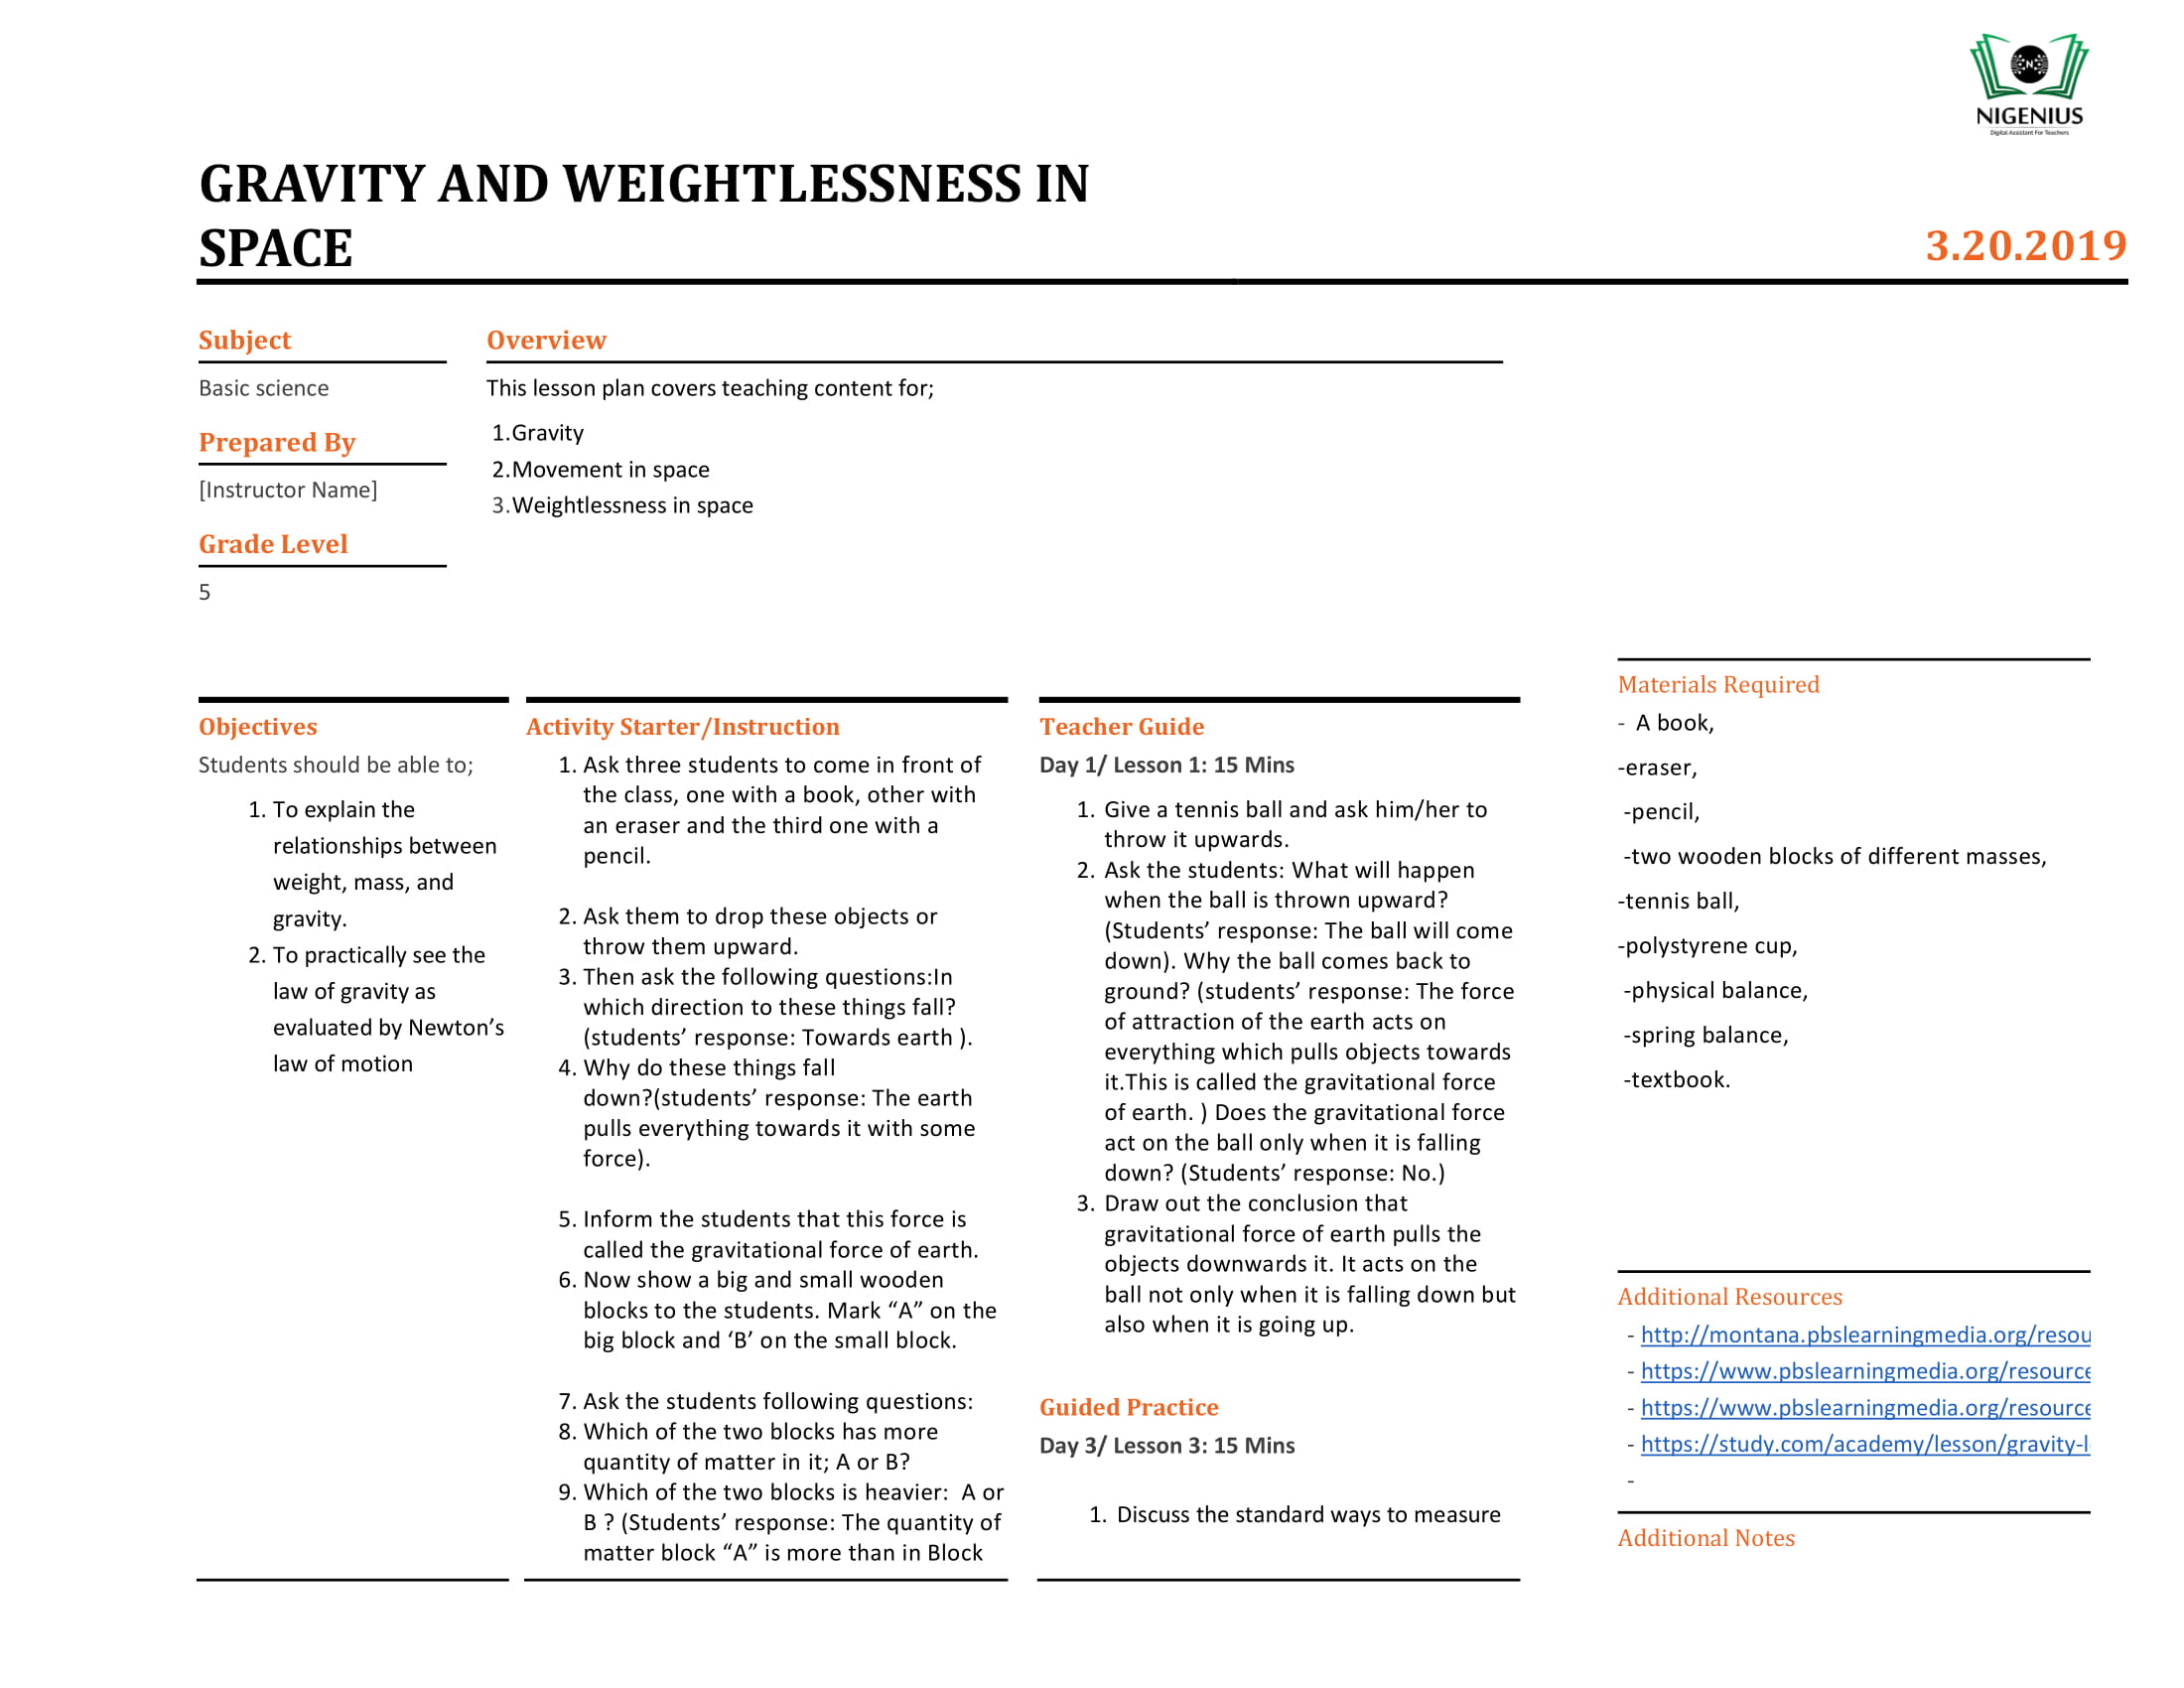 NIGENIUS
Digital Assistant For Teachers
GRAVITY AND WEIGHTLESSNESS IN
SPACE
3.20.2019
Subject
Basic science
Prepared By
[Instructor Name]
Grade Level
5
Overview
This lesson plan covers teaching content for;
1.Gravity
2.Movement in space
3.Weightlessness in space
Objectives
Students should be able to;
1. To explain the
relationships between
weight, mass, and
gravity.
2. To practically see the
law of gravity as
evaluated by Newton’s
law of motion
Activity Starter/Instruction
1. Ask three students to come in front of
the class, one with a book, other with
an eraser and the third one with a
pencil.
2. Ask them to drop these objects or
throw them upward.
3. Then ask the following questions:In
which direction to these things fall?
(students’ response: Towards earth ).
4. Why do these things fall
down?(students’ response: The earth
pulls everything towards it with some
force).
5. Inform the students that this force is
called the gravitational force of earth.
6. Now show a big and small wooden
blocks to the students. Mark “A” on the
big block and ‘B’ on the small block.
7. Ask the students following questions:
8. Which of the two blocks has more
quantity of matter in it; A or B?
9. Which of the two blocks is heavier:  A or
B ? (Students’ response: The quantity of
matter block “A” is more than in Block
Teacher Guide
Day 1/ Lesson 1: 15 Mins
1. Give a tennis ball and ask him/her to
throw it upwards.
2. Ask the students: What will happen
when the ball is thrown upward?
(Students’ response: The ball will come
down). Why the ball comes back to
ground? (students’ response: The force
of attraction of the earth acts on
everything which pulls objects towards
it.This is called the gravitational force
of earth. ) Does the gravitational force
act on the ball only when it is falling
down? (Students’ response: No.)
3. Draw out the conclusion that
gravitational force of earth pulls the
objects downwards it. It acts on the
ball not only when it is falling down but
also when it is going up.
Guided Practice
Day 3/ Lesson 3: 15 Mins
1. Discuss the standard ways to measure
Materials Required
- A book,
-eraser,
-pencil,
-two wooden blocks of different masses,
-tennis ball,
-polystyrene cup,
-physical balance,
-spring balance,
-textbook.
Additional Resources
- http://montana.pbslearningmedia.org/resou
- https://www.pbslearningmedia.org/resource
- https://www.pbslearningmedia.org/resource
- https://study.com/academy/lesson/gravity-l
-
Additional Notes